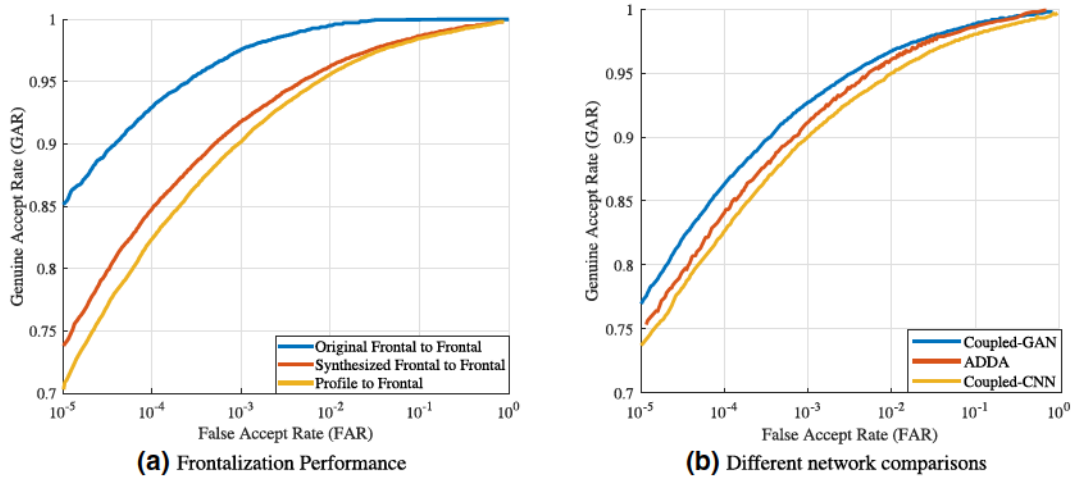 1
0.95
0.9
0.85
0.8
0.75
0.7
Genuine Accept Rate (GAR)
Original Frontal to Frontal
Synthesized Frontal to Frontal
Profile to Frontal
10-5 10-4 10-3 10-2 10-1 100
False Accept Rate (FAR)
(a) Frontalization Performance
1
0.95
0.9
0.85
0.8
0.75
0.7
Genuine Accept Rate (GAR)
Coupled-GAN
ADDA
Coupled-CNN
10-5 10-4 10-3 10-2 10-1 100
False Accept Rate (FAR)
(b) Different network comparisons